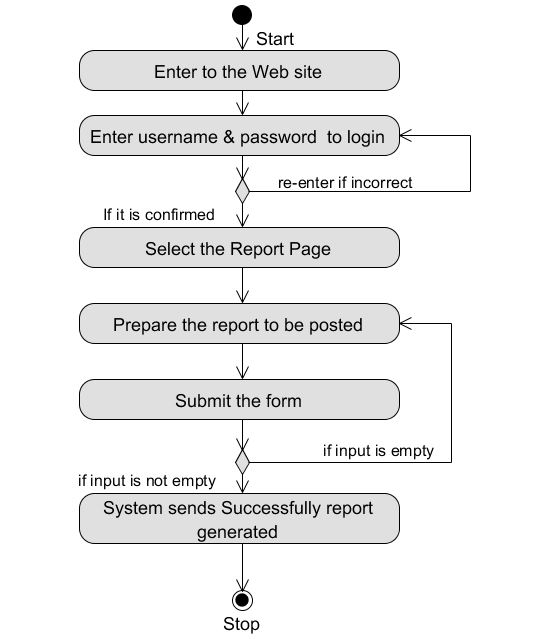 Start
Enter to the Web site
Enter username & password  to login
re-enter if incorrect
If it is confirmed
Select the Report Page
Prepare the report to be posted
Submit the form
if input is empty
if input is not empty
System sends Successfully report
generated
Stop